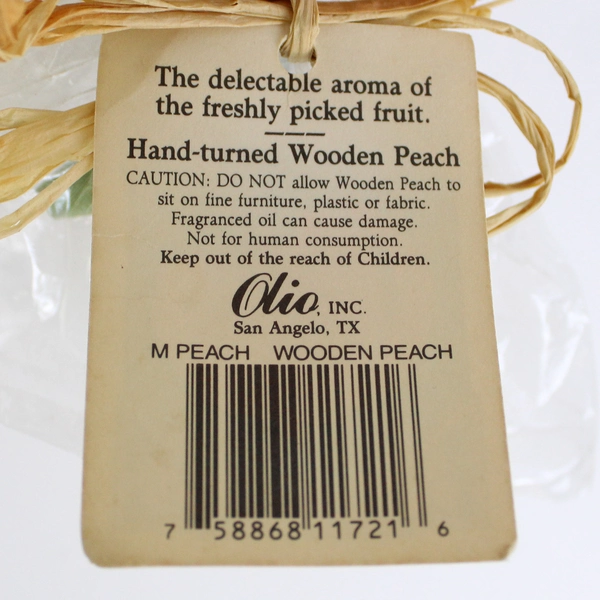 The delectable aroma of
the freshly picked fruit.
Hand-turned Wooden Peach
CAUTION: DO NOT allow Wooden Peach to
sit on fine furniture, plastic or fabric.
Fragranced oil can cause damage.
Not for human consumption.
Keep out of the reach of Children.
Olio, INC.
San Angelo, TX
M PEACH WOODEN PEACH
7 58868 11721 6